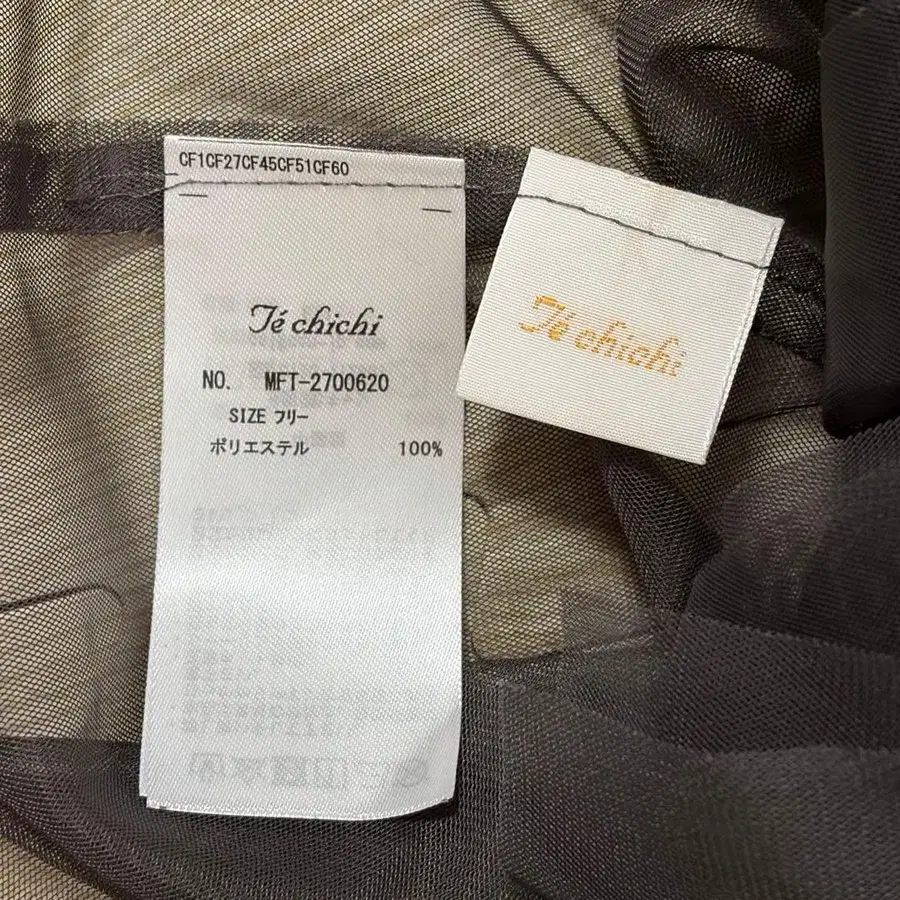 CF1CF27CF45CF51CF60
Té chichi
NO. MFT-2700620
SIZE フリー
ポリエステル 100%
Té chichi